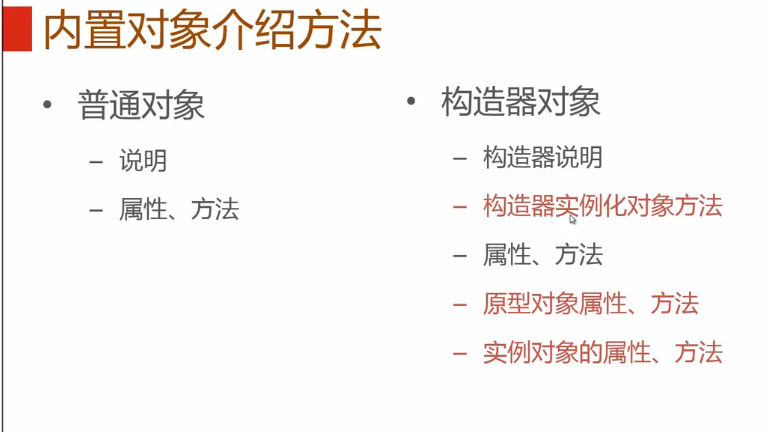 内置对象介绍方法
• 普通对象
– 说明
– 属性、方法
• 构造器对象
– 构造器说明
– 构造器实例化对象方法
– 属性、方法
– 原型对象属性、方法
– 实例对象的属性、方法